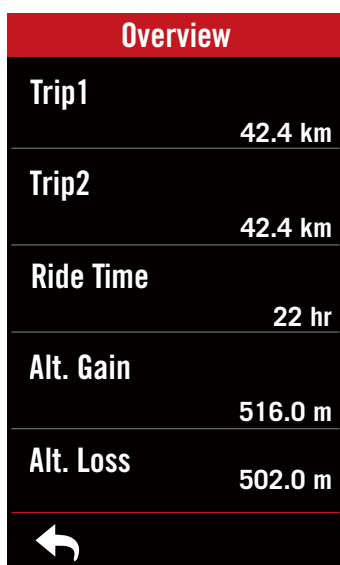 Overview
Trip1
42.4 km
Trip2
42.4 km
Ride Time
22 hr
Alt. Gain
516.0 m
Alt. Loss
502.0 m